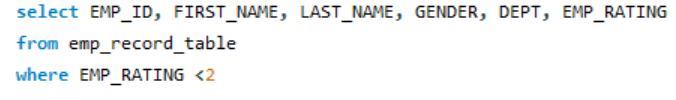 select EMP_ID, FIRST_NAME, LAST_NAME, GENDER, DEPT, EMP_RATING
from emp_record_table
where EMP_RATING <2